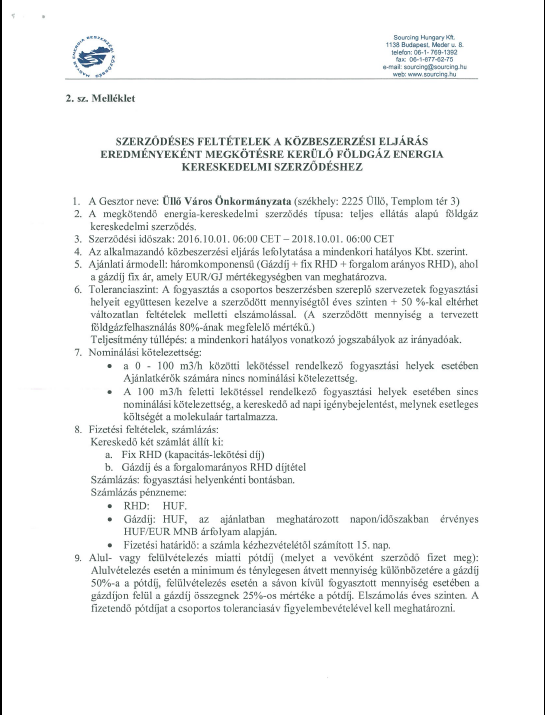 MAGYAR ENERGIA BESZERZÉSI KÖZÖSSÉG
Sourcing Hungary Kft.
1138 Budapest, Meder u. 8.
telefon: 06-1- 769-1392
fax: 06-1-877-62-75
e-mail: sourcing@sourcing.hu
web: www.sourcing.hu
2. sz. Melléklet
SZERZŐDÉSES FELTÉTELEK A KÖZBESZERZÉSI ELJÁRÁS
EREDMÉNYEKÉNT MEGKÖTÉSRE KERÜLŐ FÖLDGÁZ ENERGIA
KERESKEDELMI SZERZŐDÉSHEZ
1. A Gesztor neve: Üllő Város Önkormányzata (székhely: 2225 Üllő, Templom tér 3)
2. A megkötendő energia-kereskedelmi szerződés típusa: teljes ellátás alapú földgáz
kereskedelmi szerződés.
3. Szerződési időszak: 2016.10.01. 06:00 CET – 2018.10.01. 06:00 CET
4. Az alkalmazandó közbeszerzési eljárás lefolytatása a mindenkori hatályos Kbt. szerint.
5. Ajánlati ármodell: háromkomponensű (Gázdíj + fix RHD + forgalom arányos RHD), ahol
a gázdíj fix ár, amely EUR/GJ mértékegységben van meghatározva.
6. Toleranciaszint: A fogyasztás a csoportos beszerzésben szereplő szervezetek fogyasztási
helyeit együttesen kezelve a szerződött mennyiségtől éves szinten + 50 %-kal eltérhet
változatlan feltételek melletti elszámolással. (A szerződött mennyiség a tervezett
földgázfelhasználás 80%-ának megfelelő mértékű.)
Teljesítmény túllépés: a mindenkori hatályos vonatkozó jogszabályok az irányadóak.
7. Nominálási kötelezettség:
• a 0 - 100 m3/h közötti lekötéssel rendelkező fogyasztási helyek esetében
Ajánlatkérők számára nincs nominálási kötelezettség.
• A 100 m3/h feletti lekötéssel rendelkező fogyasztási helyek esetében sincs
nominálási kötelezettség, a kereskedő ad napi igénybejelentést, melynek esetleges
költségét a molekulaár tartalmazza.
8. Fizetési feltételek, számlázás:
Kereskedő két számlát állít ki:
a. Fix RHD (kapacitás-lekötési díj)
b. Gázdíj és a forgalomarányos RHD díjtétel
Számlázás: fogyasztási helyenkénti bontásban.
Számlázás pénzneme:
• RHD: HUF.
• Gázdíj: HUF, az ajánlatban meghatározott napon/időszakban érvényes
HUF/EUR MNB árfolyam alapján.
• Fizetési határidő: a számla kézhezvételétől számított 15. nap.
9. Alul- vagy felülvételezés miatti pótdíj (melyet a vevőként szerződő fizet meg):
Alulvételezés esetén a minimum és ténylegesen átvett mennyiség különbözetére a gázdíj
50%-a a pótdíj, felülvételezés esetén a sávon kívül fogyasztott mennyiség esetében a
gázdíjon felül a gázdíj összegnek 25%-os mértéke a pótdíj. Elszámolás éves szinten. A
fizetendő pótdíjat a csoportos toleranciasáv figyelembevételével kell meghatározni.